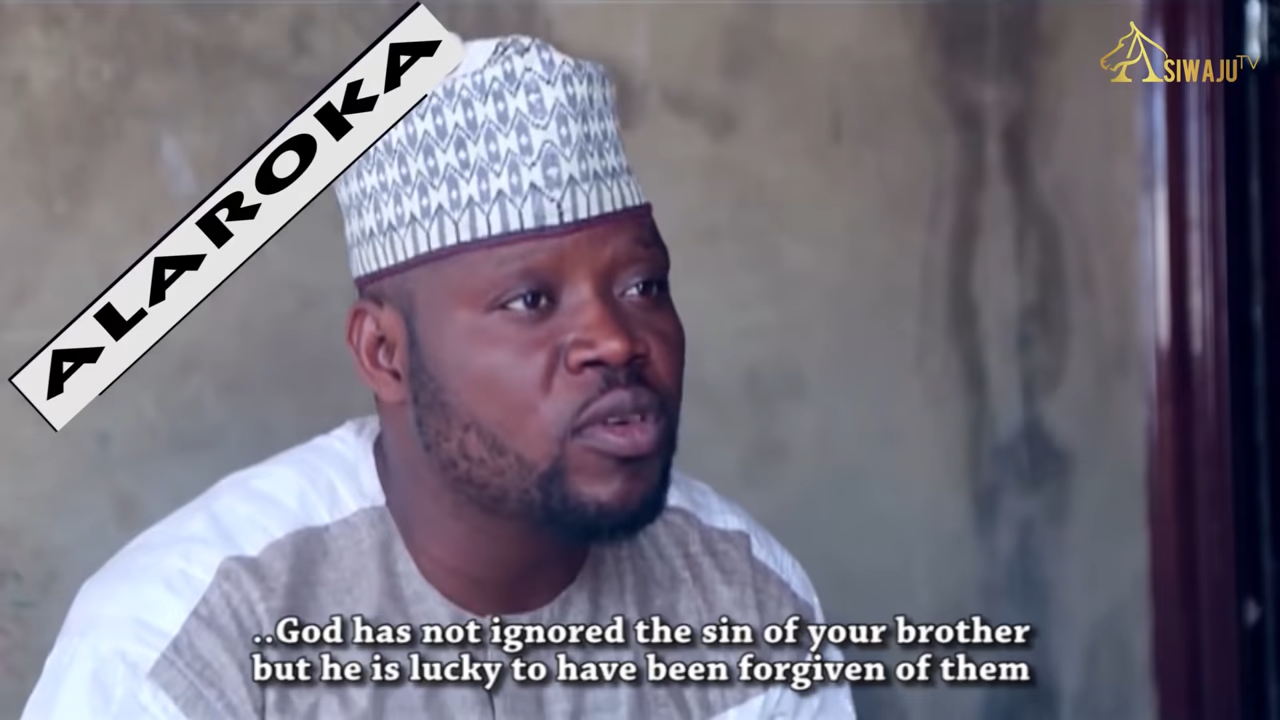 ALAROKA
ASIWAJU TV
..God has not ignored the sin of your brother
but he is lucky to have been forgiven of them